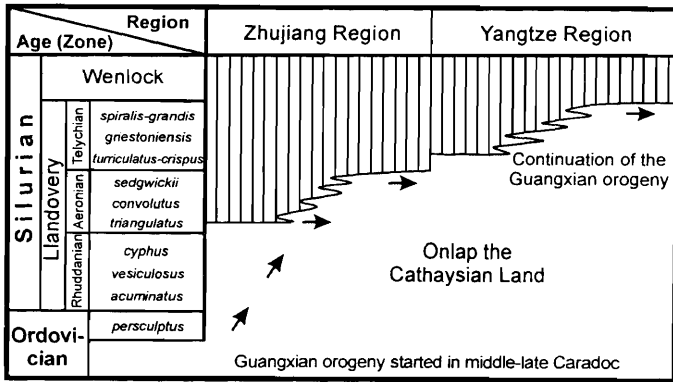 Region
Age (Zone)
Zhujiang Region
Yangtze Region
Silurian
Wenlock
Llandovery
Telychian
spiralis-grandis
gnestoniensis
turriculatus-crispus
Aeronian
sedgwickii
convolutus
triangulatus
Rhuddanian
cyphus
vesiculosus
acuminatus
Ordovi-
cian
persculptus
Continuation of the
Guangxian orogeny
Onlap the
Cathaysian Land
Guangxian orogeny started in middle-late Caradoc